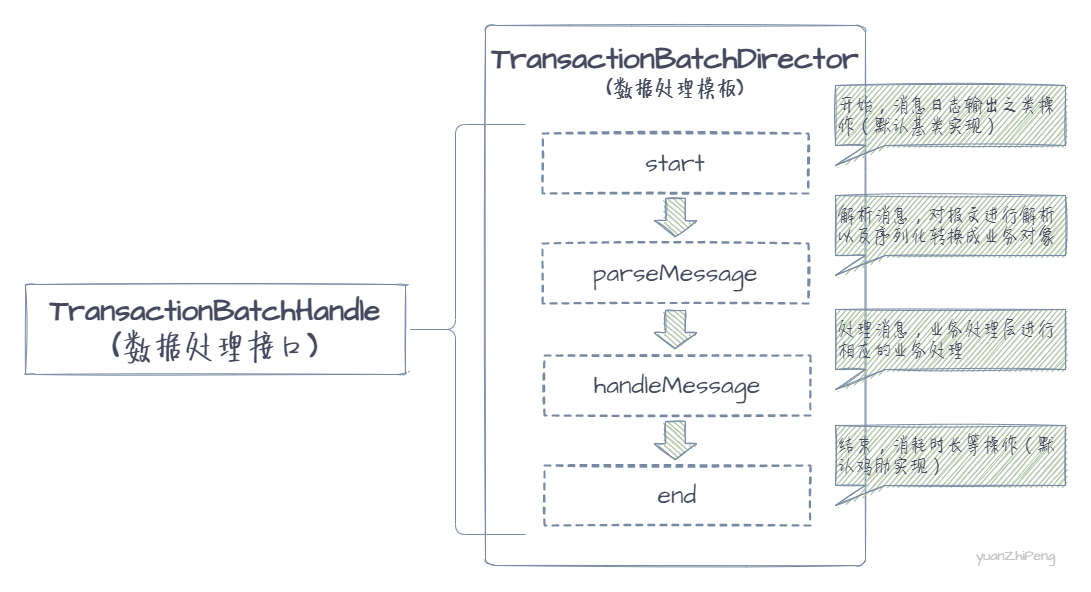 TransactionBatchDirector
(数据处理模板)
开始，消息日志输出之类操
作（默认基类实现）
start
解析消息，对报文进行解析
以及序列化转换成业务对象
parseMessage
TransactionBatchHandle
(数据处理接口)
处理消息，业务处理层进行
相应的业务处理
handleMessage
结束，消耗时长等操作（默
认鸡肋实现）
end
yuanZhiPeng